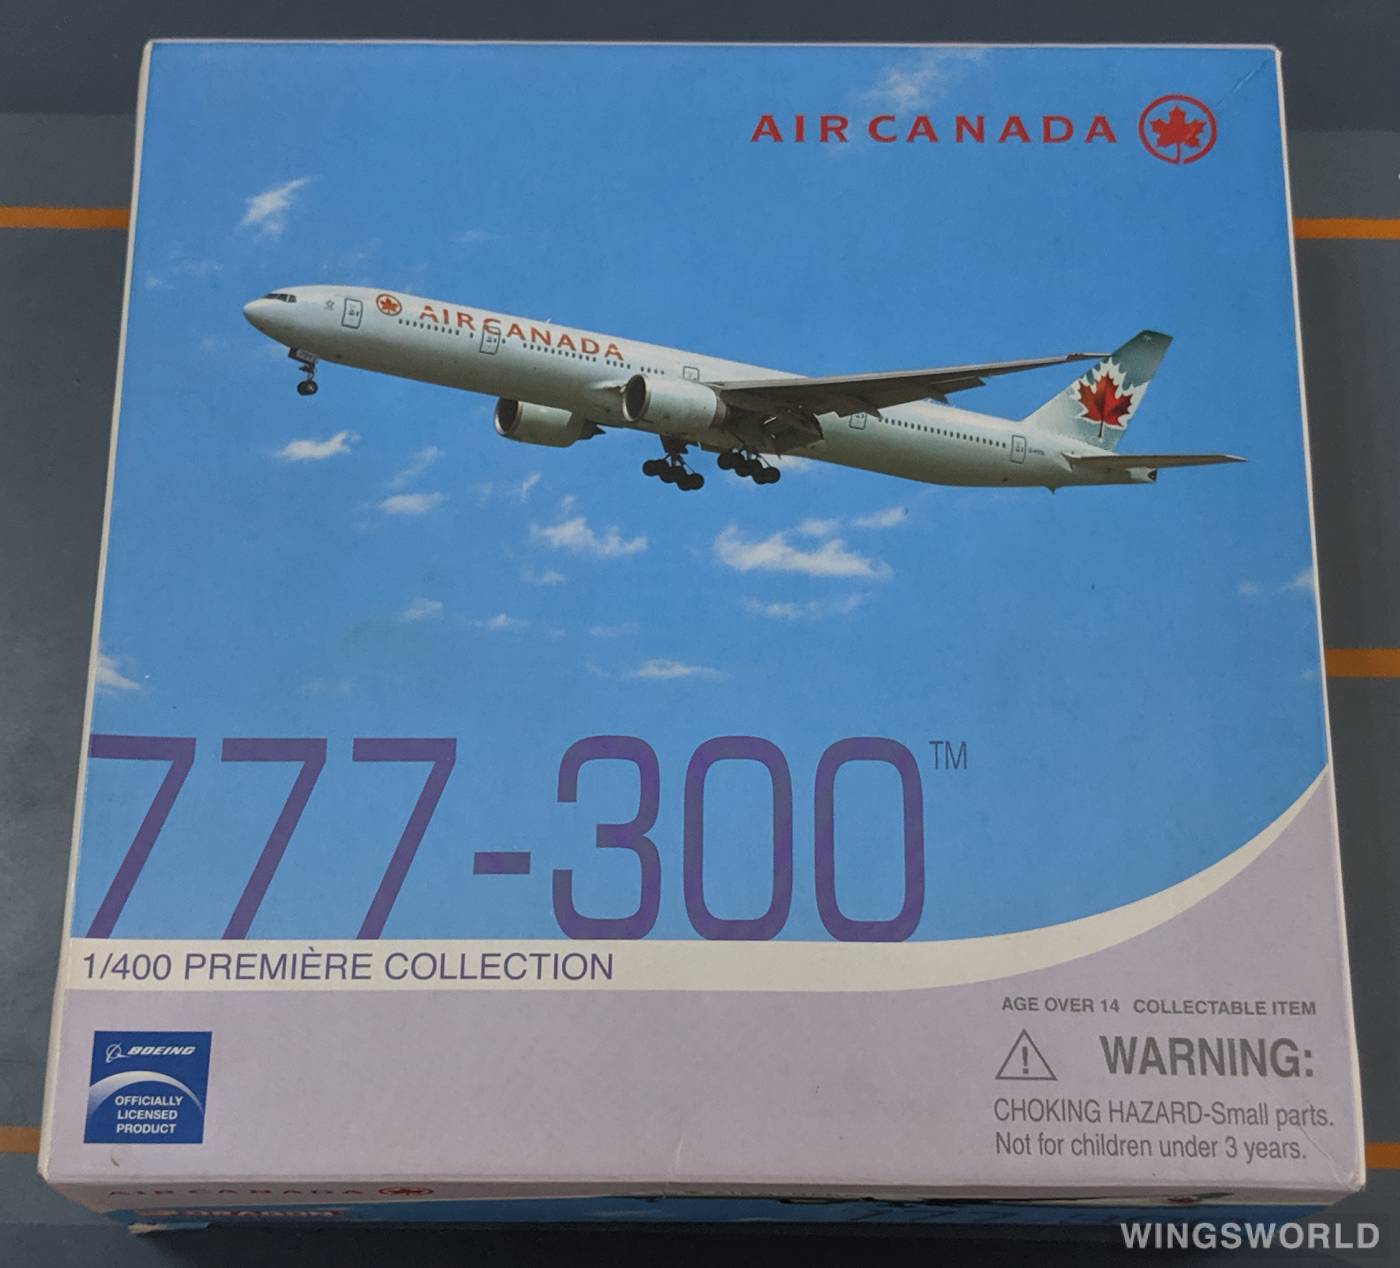 AIR CANADA
AIR CANADA
777-300™
1/400 PREMIÈRE COLLECTION
AGE OVER 14 COLLECTABLE ITEM
WARNING:
CHOKING HAZARD-Small parts.
Not for children under 3 years.
BOEING
OFFICIALLY
LICENSED
PRODUCT
AIR CANADA
DRAGON
WINGSWORLD